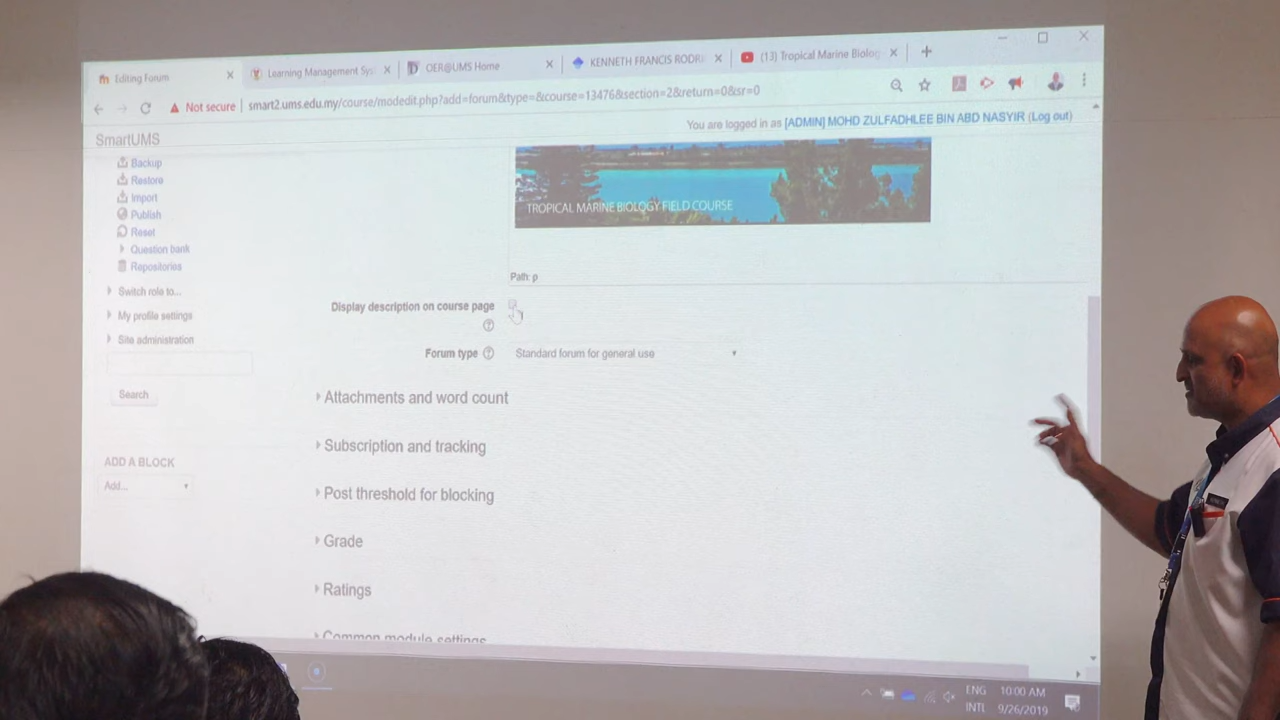 Editing Forum
Learning Management Sys
OER@UMS Home
KENNETH FRANCIS RODRI
(13) Tropical Marine Biolog
Not secure | smart2.ums.edu.my/course/modedit.php?add=forum&type=&course=13476&section=2&return=0&sr=0
SmartUMS
You are logged in as [ADMIN] MOHD ZULFADHLEE BIN ABD NASYIR (Log out)
Backup
Restore
Import
Publish
Reset
Question bank
Repositories
Switch role to...
My profile settings
Site administration
Search
ADD A BLOCK
Add...
TROPICAL MARINE BIOLOGY FIELD COURSE
Path: p
Display description on course page
Forum type
Standard forum for general use
Attachments and word count
Subscription and tracking
Post threshold for blocking
Grade
Ratings
Common module settings
ENG 10:00 AM
INTL 9/26/2019